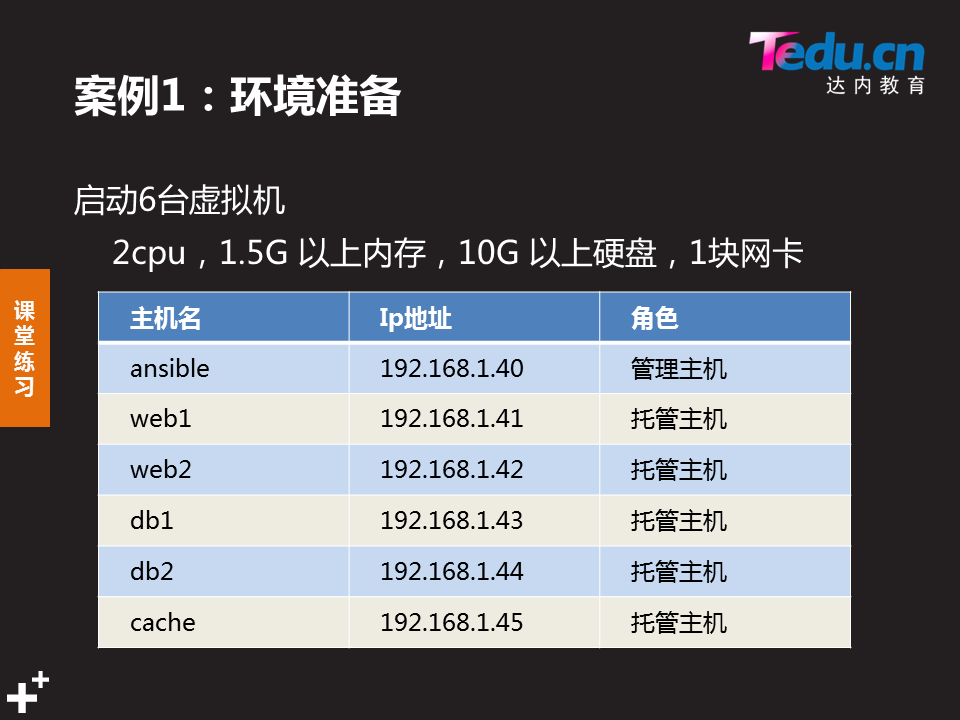 Tedu.cn
达内教育
案例1：环境准备
启动6台虚拟机
2cpu，1.5G 以上内存，10G 以上硬盘，1块网卡
课堂练习
主机名 Ip地址 角色
ansible 192.168.1.40 管理主机
web1 192.168.1.41 托管主机
web2 192.168.1.42 托管主机
db1 192.168.1.43 托管主机
db2 192.168.1.44 托管主机
cache 192.168.1.45 托管主机